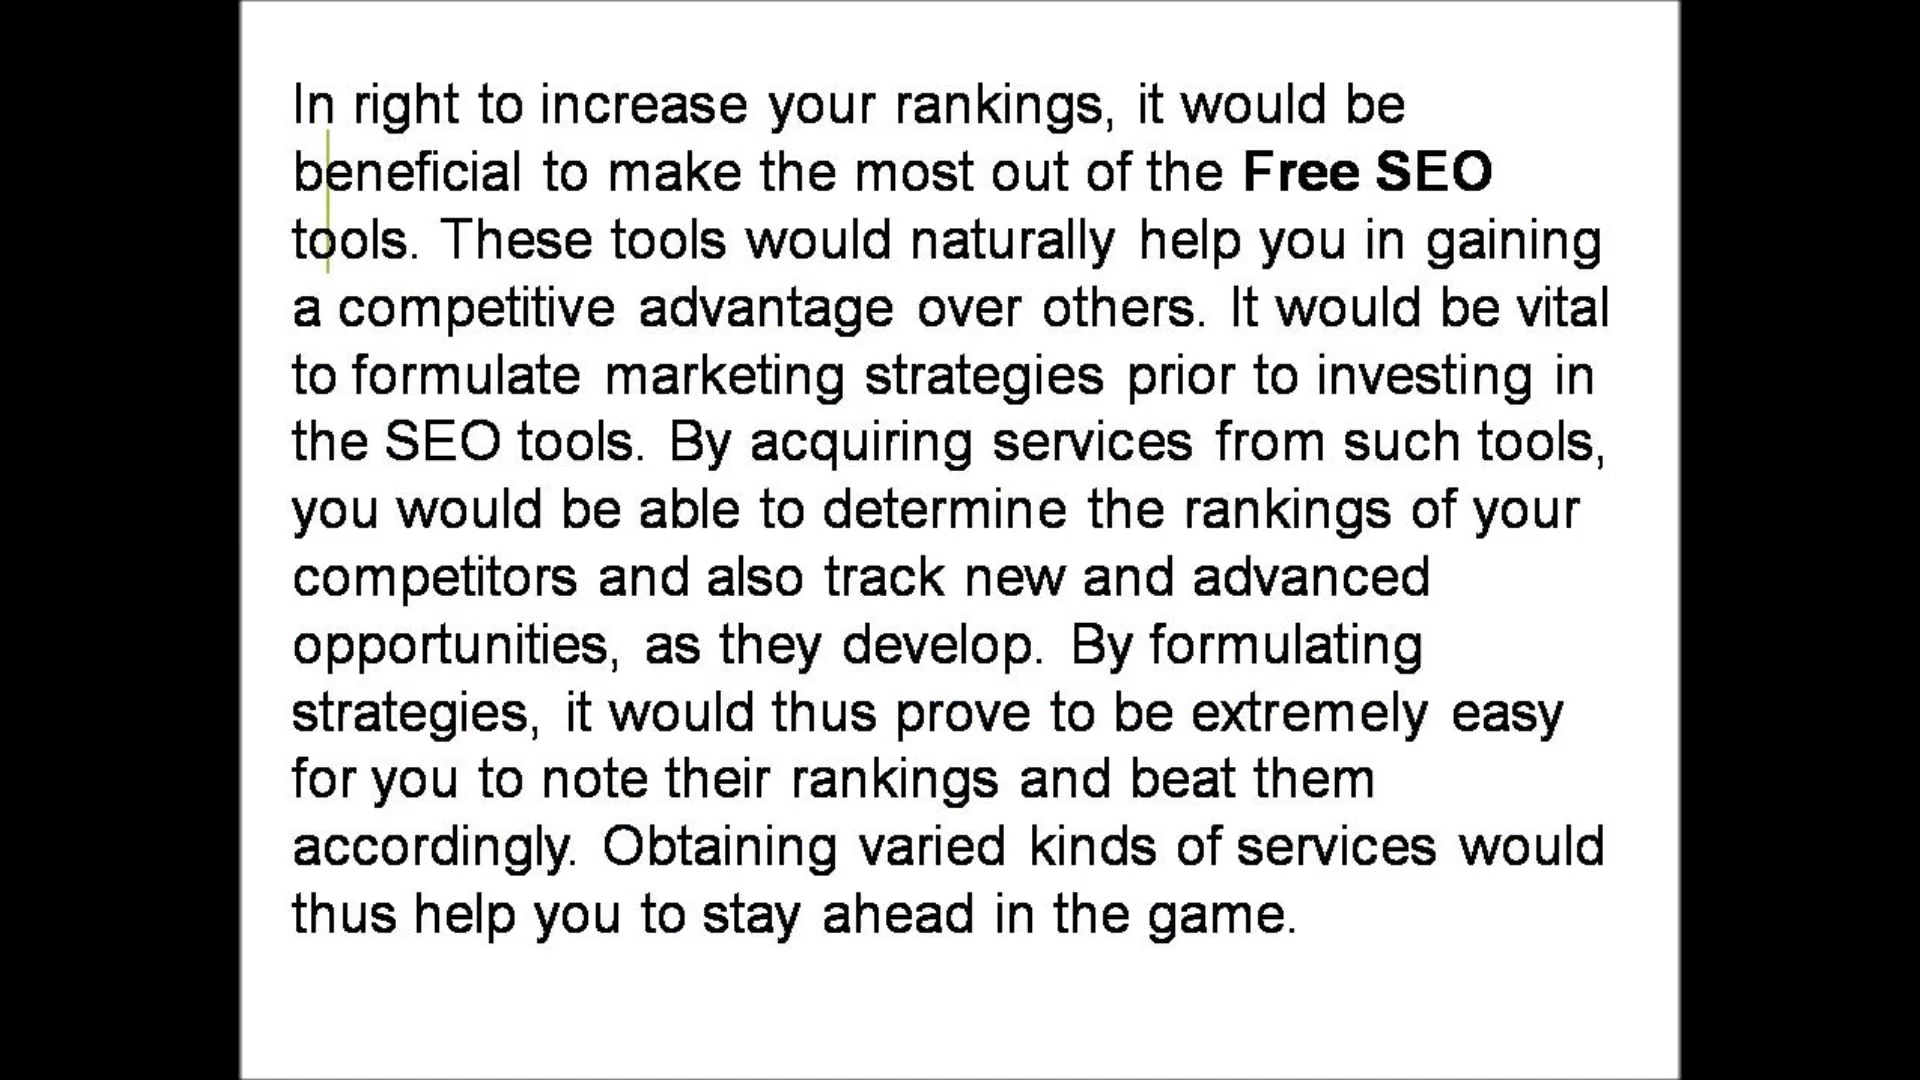 In right to increase your rankings, it would be
beneficial to make the most out of the Free SEO
tools. These tools would naturally help you in gaining
a competitive advantage over others. It would be vital
to formulate marketing strategies prior to investing in
the SEO tools. By acquiring services from such tools,
you would be able to determine the rankings of your
competitors and also track new and advanced
opportunities, as they develop. By formulating
strategies, it would thus prove to be extremely easy
for you to note their rankings and beat them
accordingly. Obtaining varied kinds of services would
thus help you to stay ahead in the game.